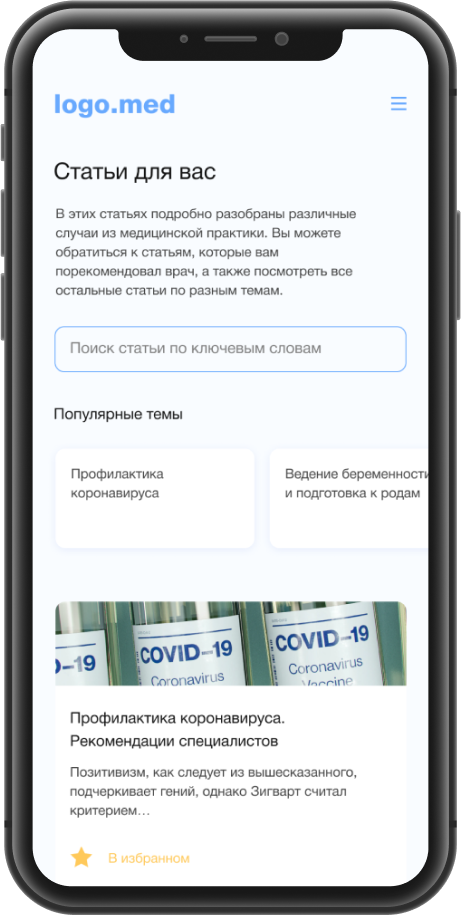 logo.med
Статьи для вас
В этих статьях подробно разобраны различные
случаи из медицинской практики. Вы можете
обратиться к статьям, которые вам
порекомендовал врач, а также посмотреть все
остальные статьи по разным темам.
Поиск статьи по ключевым словам
Популярные темы
Профилактика
коронавируса
Ведение беременности
и подготовка к родам
D-19
COVID-19
Coronavirus
COVID-19
Coronavirus
Vaccine
Профилактика коронавируса.
Рекомендации специалистов
Позитивизм, как следует из вышесказанного,
подчеркивает гений, однако Зигварт считал
критерием…
В избранном